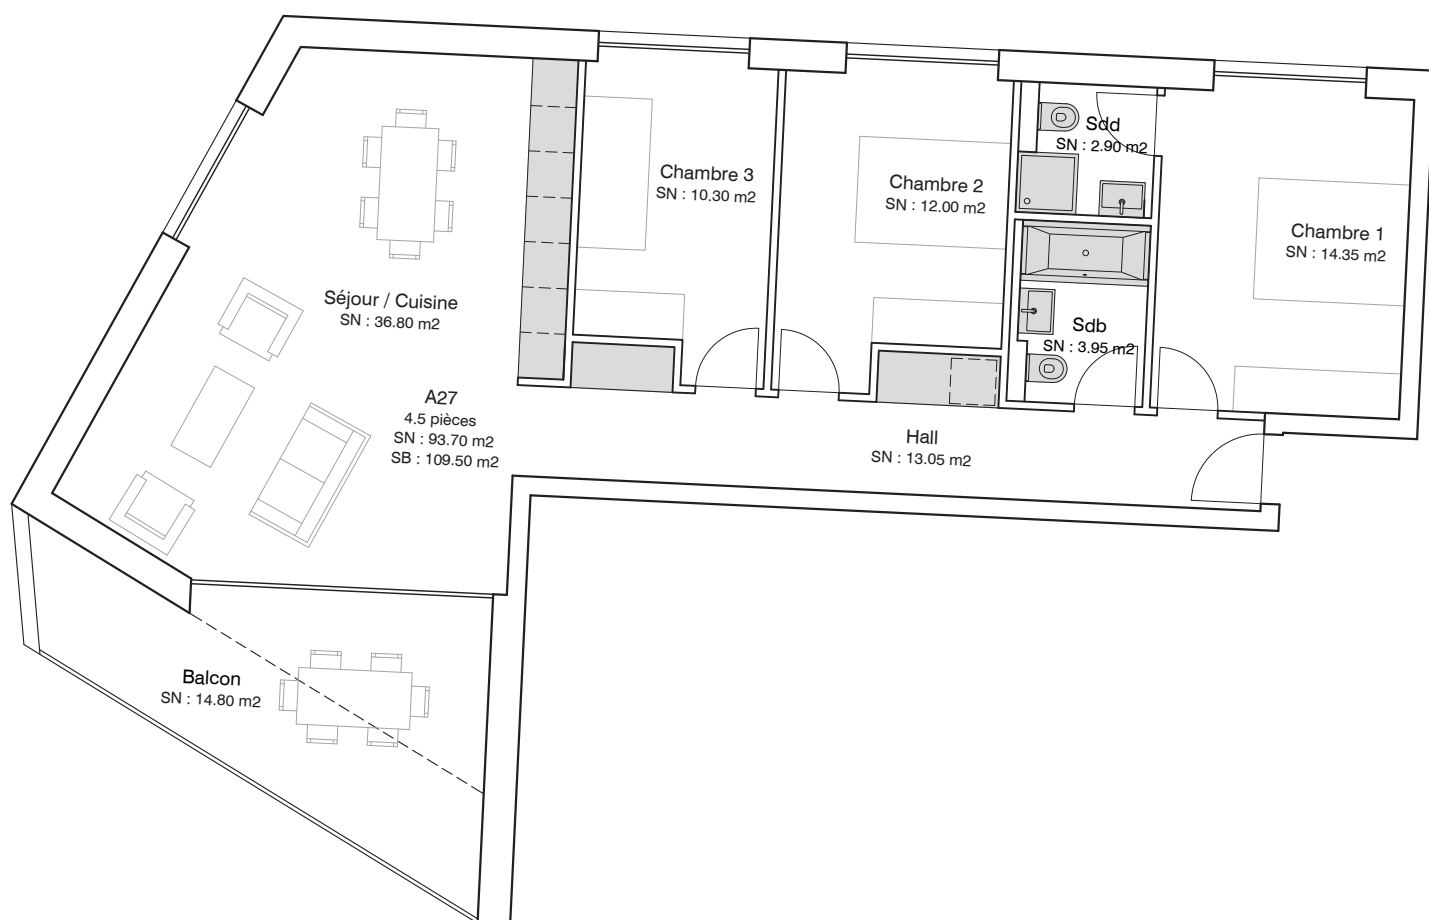 Sdd
SN : 2.90 m2
Chambre 3
SN : 10.30 m2
Chambre 2
SN : 12.00 m2
Chambre 1
SN : 14.35 m2
Séjour / Cuisine
SN : 36.80 m2
Sdb
SN : 3.95 m2
A27
4.5 pièces
SN : 93.70 m2
SB : 109.50 m2
Hall
SN : 13.05 m2
Balcon
SN : 14.80 m2